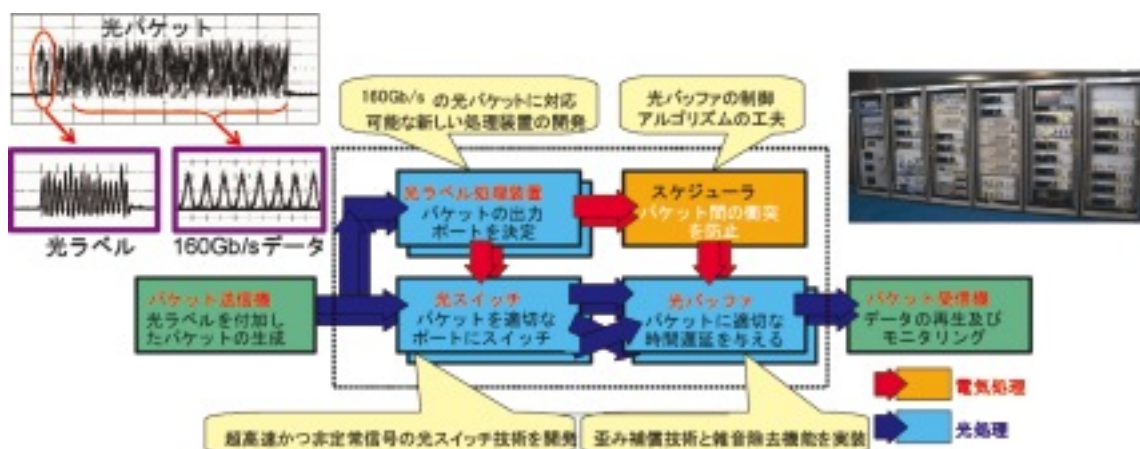 光パケット
光ラベル
160Gb/sデータ
160Gb/s の光パケットに対応
可能な新しい処理装置の開発
光バッファの制御
アルゴリズムの工夫
光ラベル処理装置
パケットの出力
ポートを決定
スケジューラ
パケット間の衝突
を防止
パケット送信機
光ラベルを付加し
たパケットの生成
光スイッチ
パケットを適切な
ポートにスイッチ
光バッファ
パケットに適切な
時間遅延を与える
パケット受信機
データの再生及び
モニタリング
電気処理
光処理
超高速かつ非定常信号の光スイッチ技術を開発
歪み補償技術と雑音除去機能を実装